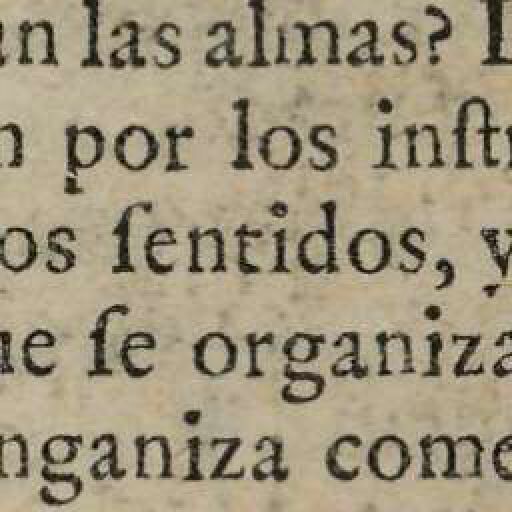 an las almas?
n por los inſtr
os ſentidos, y
ue ſe organiza
nganiza come